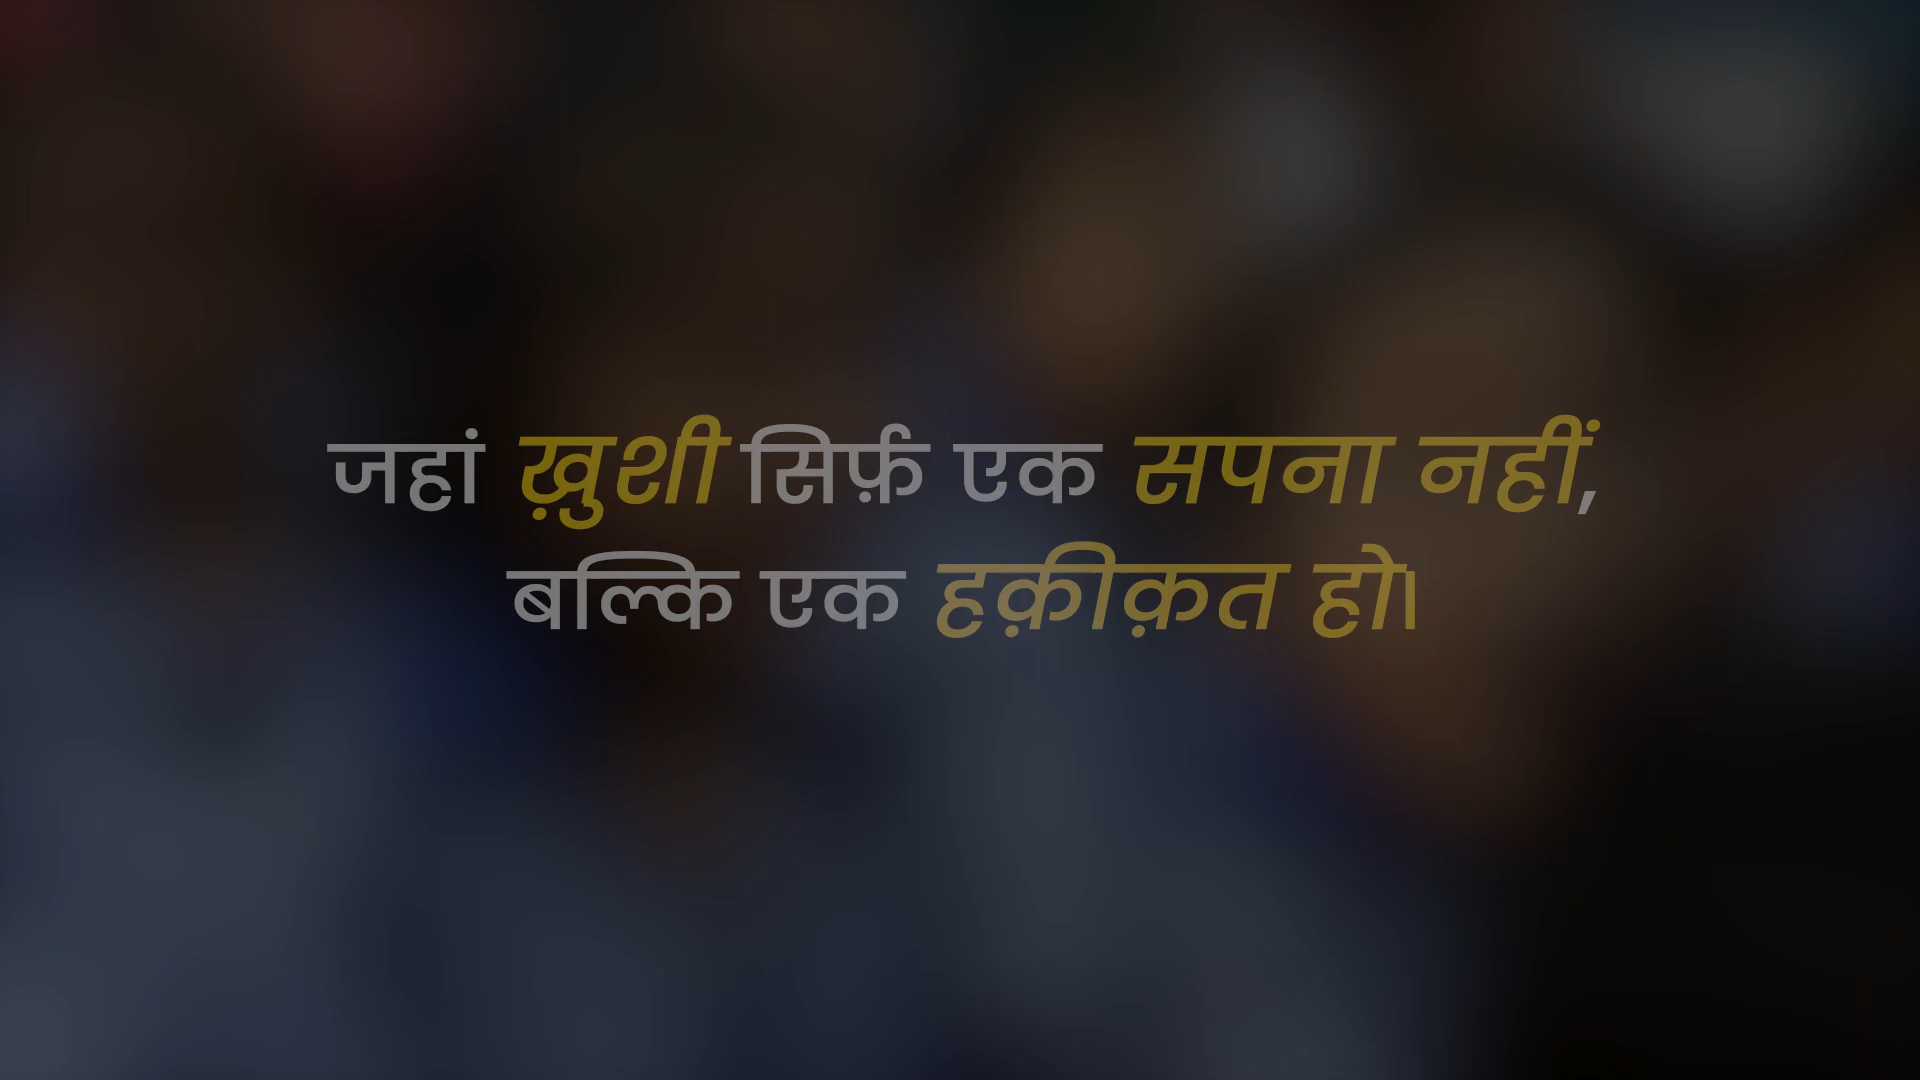 जहां ख़ुशी सिर्फ़ एक सपना नहीं,
बल्कि एक हक़ीक़त हो।